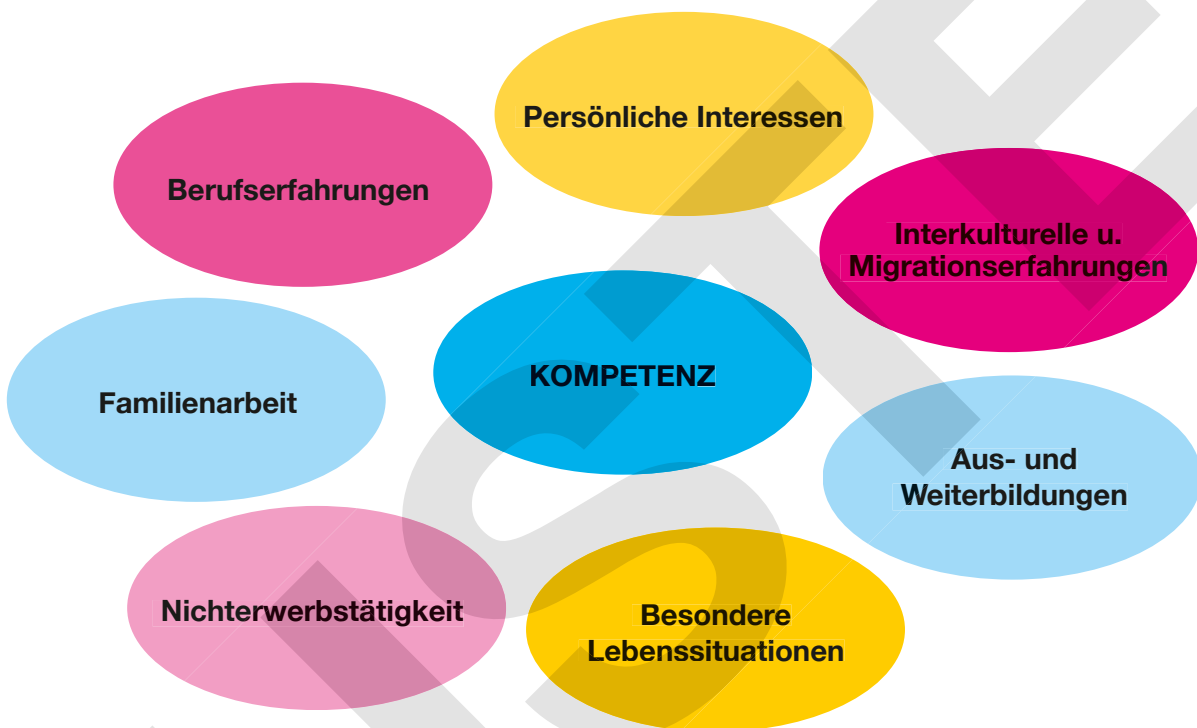 Persönliche Interessen
Berufserfahrungen
Interkulturelle u.
Migrationserfahrungen
KOMPETENZ
Familienarbeit
Aus- und
Weiterbildungen
Nichterwerbstätigkeit
Besondere
Lebenssituationen